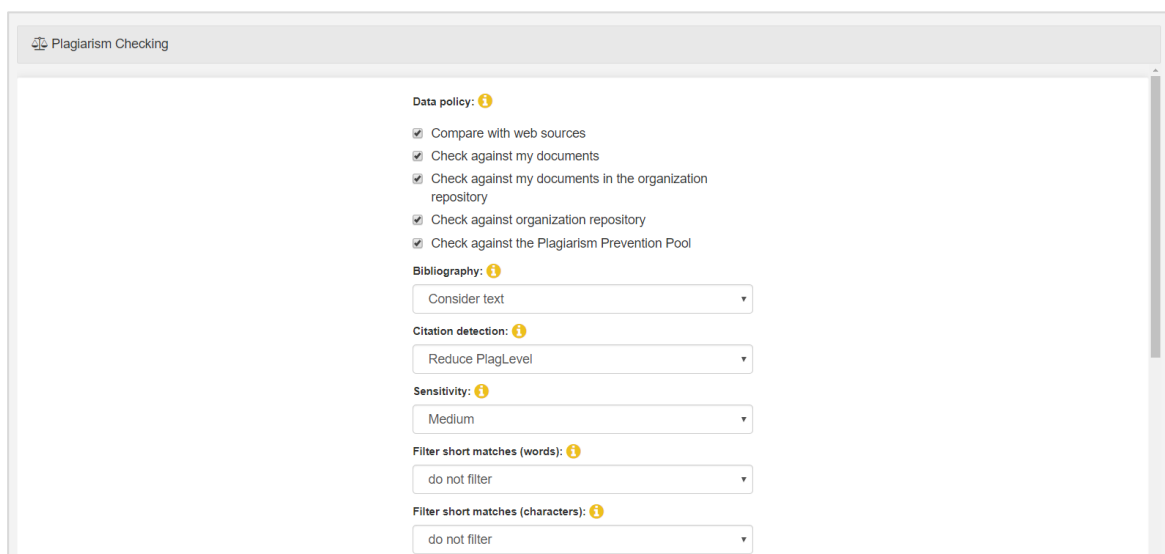 Plagiarism Checking
Data policy:
Compare with web sources
Check against my documents
Check against my documents in the organization
repository
Check against organization repository
Check against the Plagiarism Prevention Pool
Bibliography:
Consider text
Citation detection:
Reduce PlagLevel
Sensitivity:
Medium
Filter short matches (words):
do not filter
Filter short matches (characters):
do not filter